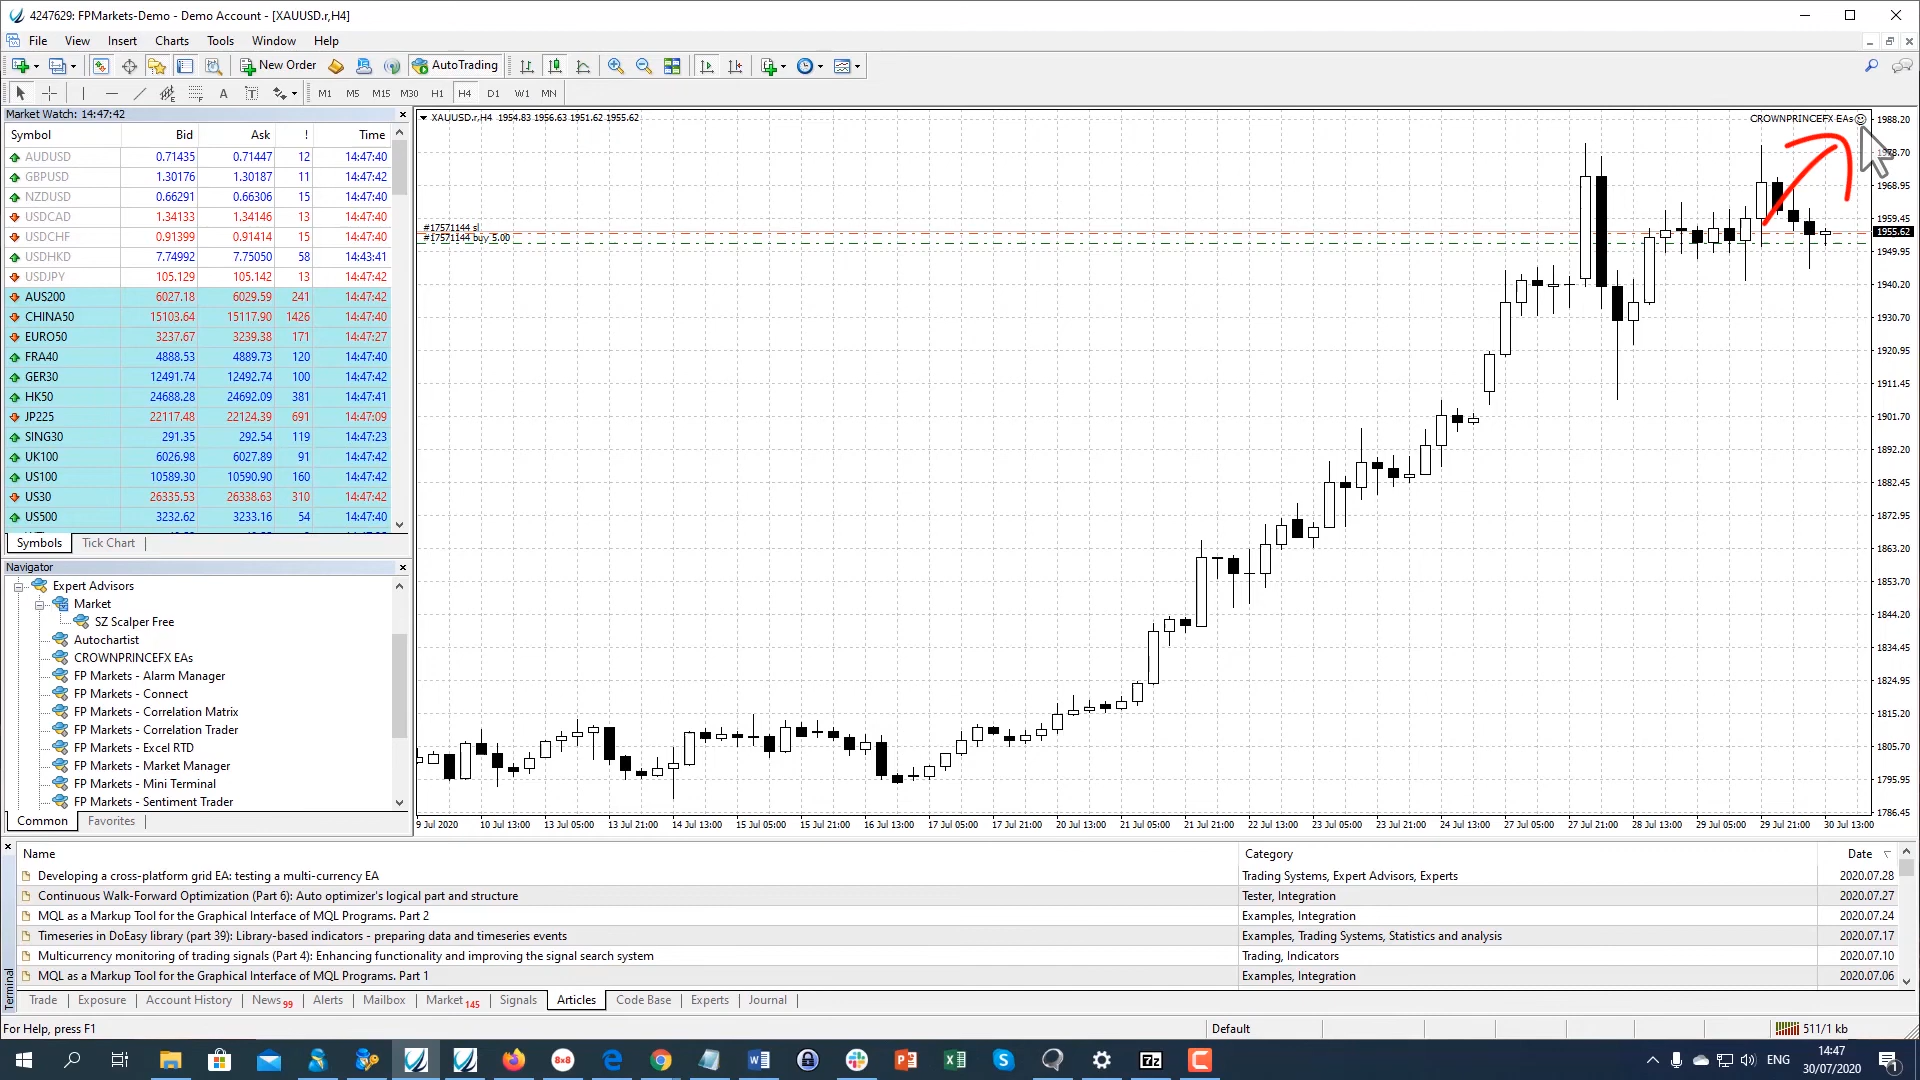 4247629: FPMarkets-Demo - Demo Account - [XAUUSD.r,H4]
File View Insert Charts Tools Window Help
New Order AutoTrading
A T M1 M5 M15 M30 H1 H4 D1 W1 MN
Market Watch: 14:47:42
Symbol Bid Ask ! Time
AUDUSD 0.71435 0.71447 12 14:47:40
GBPUSD 1.30176 1.30187 11 14:47:42
NZDUSD 0.66291 0.66306 15 14:47:40
USDCAD 1.34133 1.34146 13 14:47:40
USDCHF 0.91399 0.91414 15 14:47:40
USDHKD 7.74992 7.75050 58 14:43:41
USDJPY 105.129 105.142 13 14:47:42
AUS200 6027.18 6029.59 241 14:47:42
CHINA50 15103.64 15117.90 1426 14:47:40
EURO50 3237.67 3239.38 171 14:47:27
FRA40 4888.53 4889.73 120 14:47:40
GER30 12491.74 12492.74 100 14:47:42
HK50 24688.28 24692.09 381 14:47:41
JP225 22117.48 22124.39 691 14:47:09
SING30 291.35 292.54 119 14:47:23
UK100 6026.98 6027.89 91 14:47:42
US100 10589.30 10590.90 160 14:47:42
US30 26335.53 26338.63 310 14:47:42
US500 3232.62 3233.16 54 14:47:40
Symbols Tick Chart
Navigator
Expert Advisors
Market
SZ Scalper Free
Autochartist
CROWNPRINCEFX EAs
FP Markets - Alarm Manager
FP Markets - Connect
FP Markets - Correlation Matrix
FP Markets - Correlation Trader
FP Markets - Excel RTD
FP Markets - Market Manager
FP Markets - Mini Terminal
FP Markets - Sentiment Trader
Common Favorites
XAUUSD.r,H4 1954.83 1956.63 1951.62 1955.62
CROWNPRINCEFX EAs
#17571144 sl
#17571144 buy 5.00
1988.20
1978.70
1968.95
1959.45
1955.62
1949.95
1940.20
1930.70
1920.95
1911.45
1901.70
1892.20
1882.45
1872.95
1863.20
1853.70
1844.20
1834.45
1824.95
1815.20
1805.70
1795.95
1786.45
9 Jul 2020 10 Jul 13:00 13 Jul 05:00 13 Jul 21:00 14 Jul 13:00 15 Jul 05:00 15 Jul 21:00 16 Jul 13:00 17 Jul 05:00 17 Jul 21:00 20 Jul 13:00 21 Jul 05:00 21 Jul 21:00 22 Jul 13:00 23 Jul 05:00 23 Jul 21:00 24 Jul 13:00 27 Jul 05:00 27 Jul 21:00 28 Jul 13:00 29 Jul 05:00 29 Jul 21:00 30 Jul 13:00
Name Category Date
Developing a cross-platform grid EA: testing a multi-currency EA Trading Systems, Expert Advisors, Experts 2020.07.28
Continuous Walk-Forward Optimization (Part 6): Auto optimizer's logical part and structure Tester, Integration 2020.07.27
MQL as a Markup Tool for the Graphical Interface of MQL Programs. Part 2 Examples, Integration 2020.07.24
Timeseries in DoEasy library (part 39): Library-based indicators - preparing data and timeseries events Examples, Trading Systems, Statistics and analysis 2020.07.17
Multicurrency monitoring of trading signals (Part 4): Enhancing functionality and improving the signal search system Trading, Indicators 2020.07.10
MQL as a Markup Tool for the Graphical Interface of MQL Programs. Part 1 Examples, Integration 2020.07.06
Terminal
Trade Exposure Account History News 99 Alerts Mailbox Market 145 Signals Articles Code Base Experts Journal
For Help, press F1 Default 511/1 kb
8x8 7z ENG 14:47
30/07/2020 1